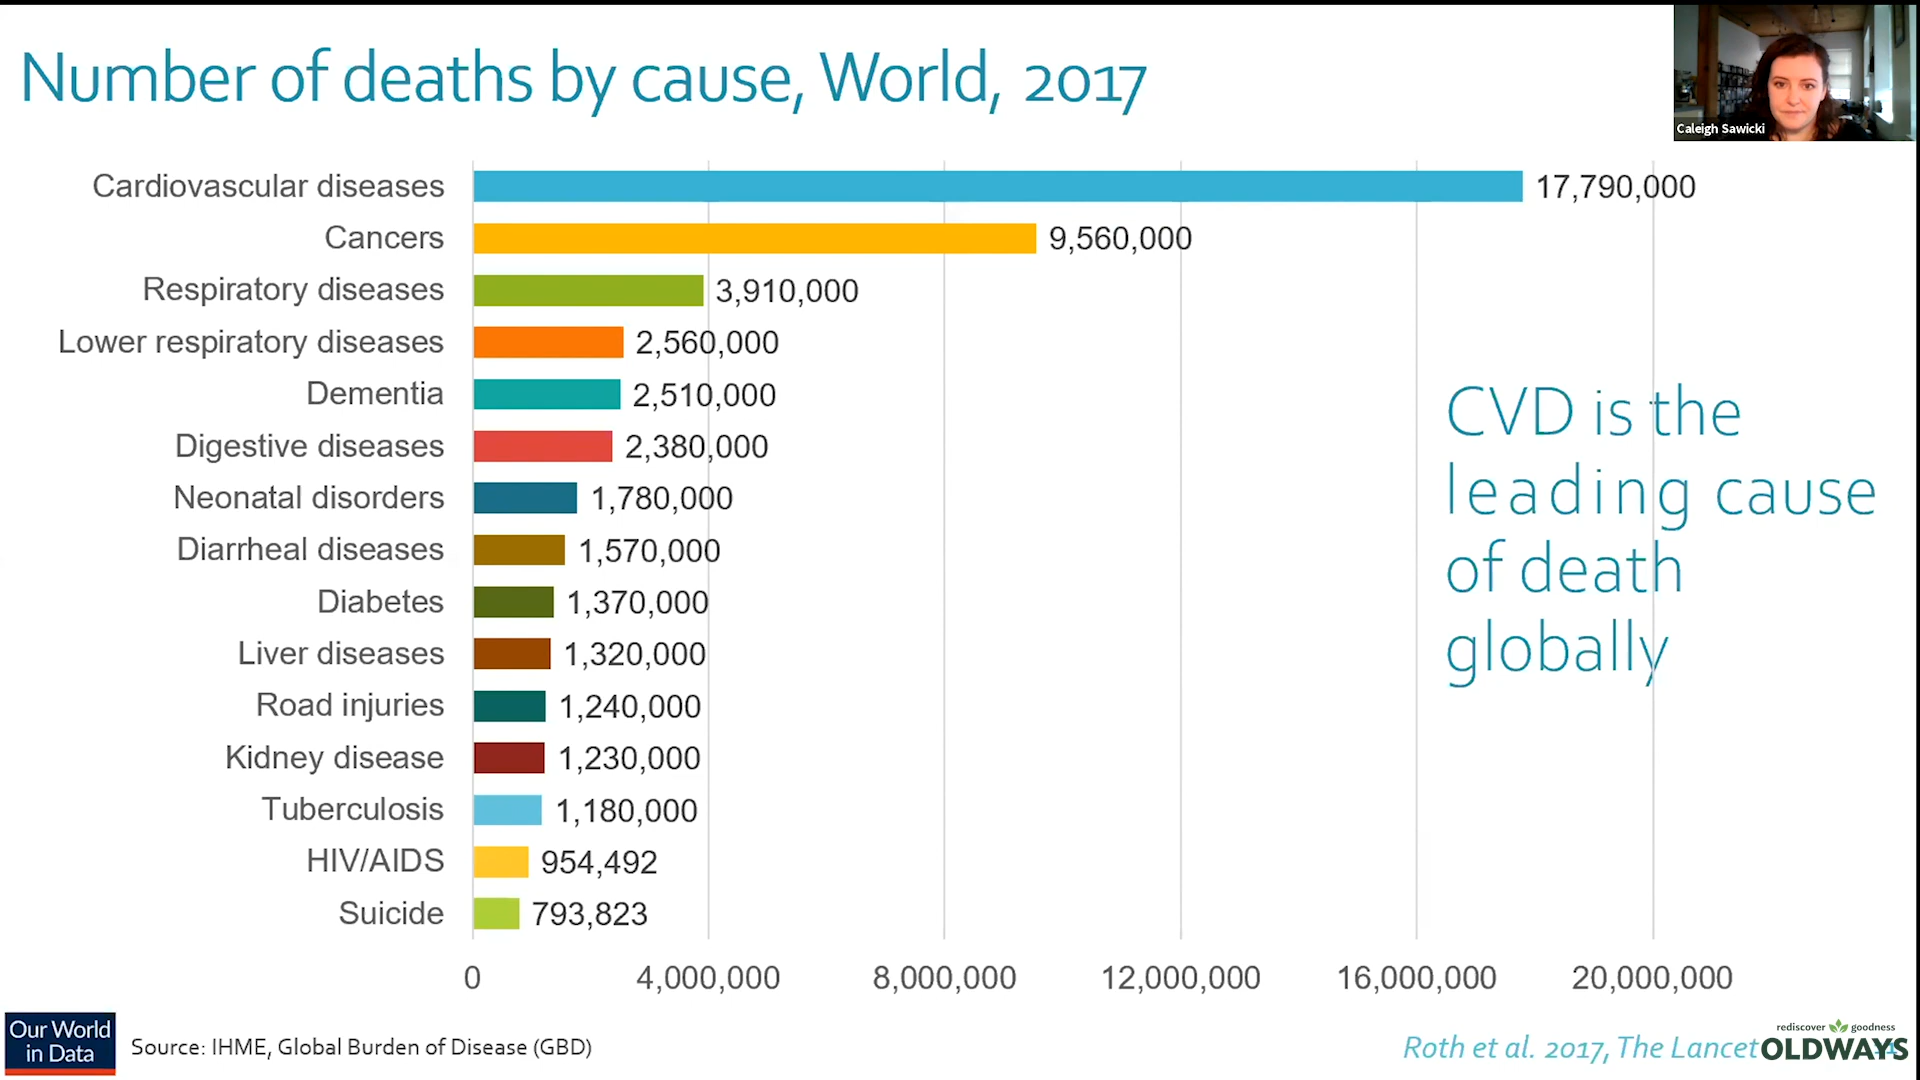 Number of deaths by cause, World, 2017
Caleigh Sawicki
Cardiovascular diseases 17,790,000
Cancers 9,560,000
Respiratory diseases 3,910,000
Lower respiratory diseases 2,560,000
Dementia 2,510,000
Digestive diseases 2,380,000
Neonatal disorders 1,780,000
Diarrheal diseases 1,570,000
Diabetes 1,370,000
Liver diseases 1,320,000
Road injuries 1,240,000
Kidney disease 1,230,000
Tuberculosis 1,180,000
HIV/AIDS 954,492
Suicide 793,823
0 4,000,000 8,000,000 12,000,000 16,000,000 20,000,000
CVD is the
leading cause
of death
globally
Our World
in Data
Source: IHME, Global Burden of Disease (GBD)
Roth et al. 2017, The Lancet
rediscover goodness
OLDWAYS